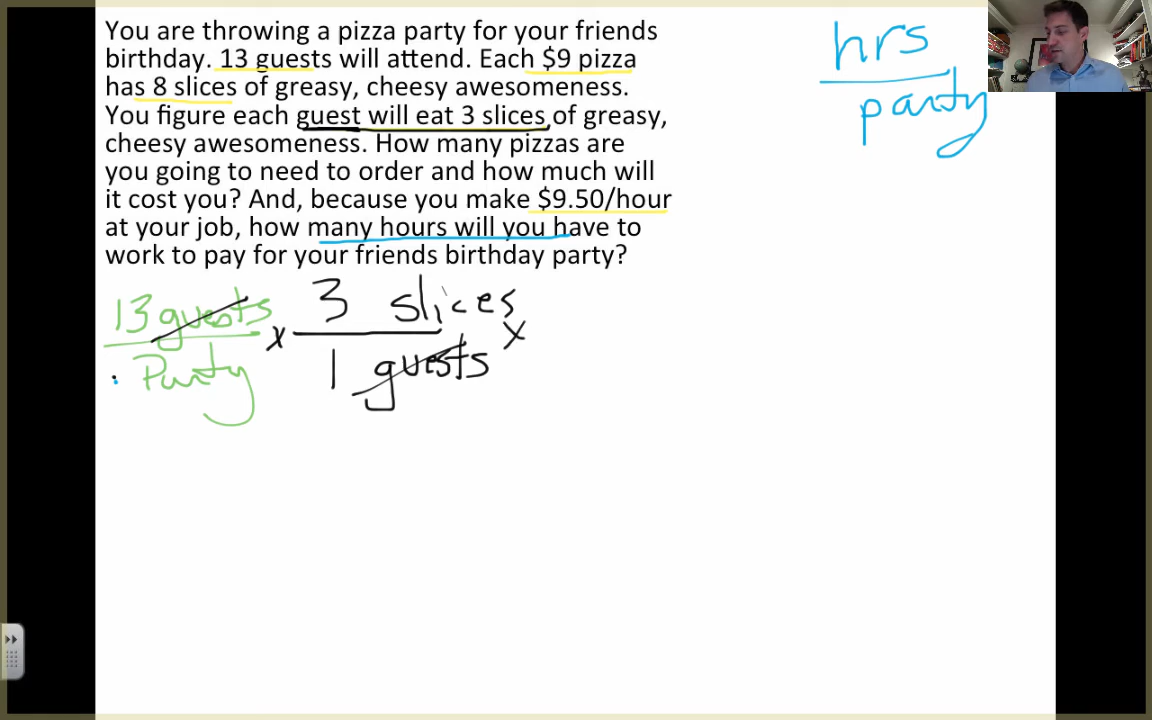 You are throwing a pizza party for your friends
birthday. 13 guests will attend. Each $9 pizza
has 8 slices of greasy, cheesy awesomeness.
You figure each guest will eat 3 slices of greasy,
cheesy awesomeness. How many pizzas are
you going to need to order and how much will
it cost you? And, because you make $9.50/hour
at your job, how many hours will you have to
work to pay for your friends birthday party?
hrs
party
13 guests x 3 slices x
Party 1 guests